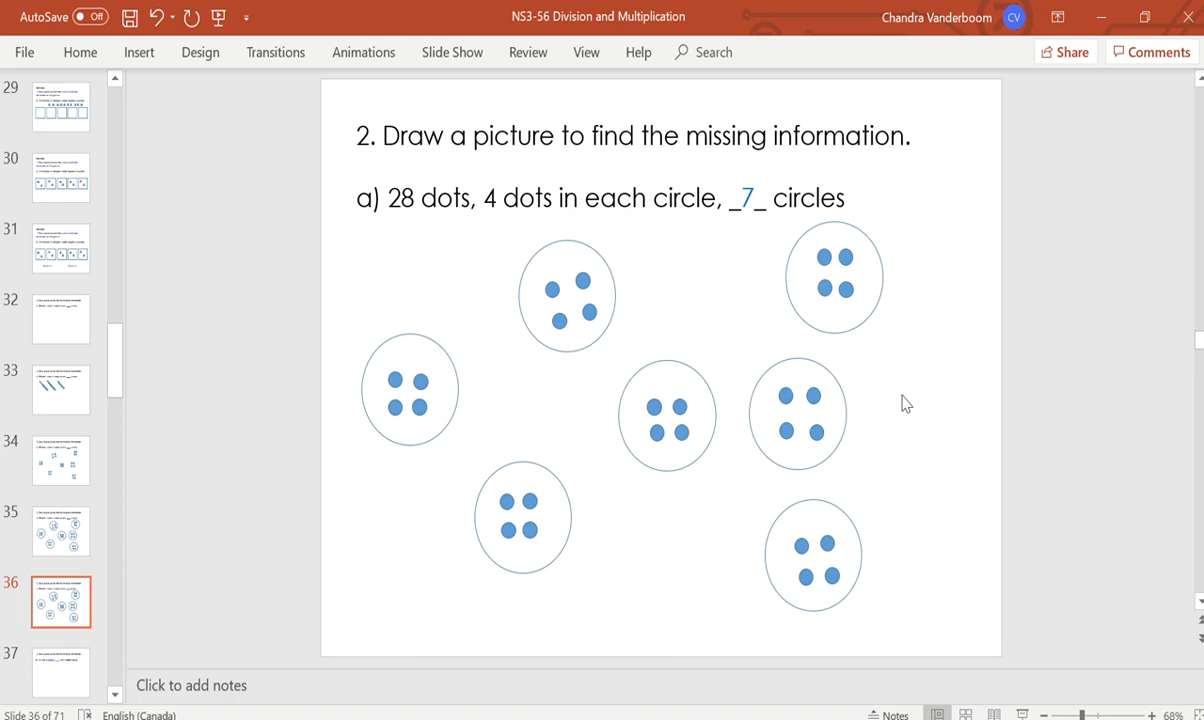 AutoSave Off NS3-56 Division and Multiplication Chandra Vanderboom CV
File Home Insert Design Transitions Animations Slide Show Review View Help Search Share Comments
29
30
31
32
33
34
35
36
37
2. Draw a picture to find the missing information.
a) 28 dots, 4 dots in each circle, _7_ circles
Click to add notes
Slide 36 of 71 English (Canada) Notes 68%